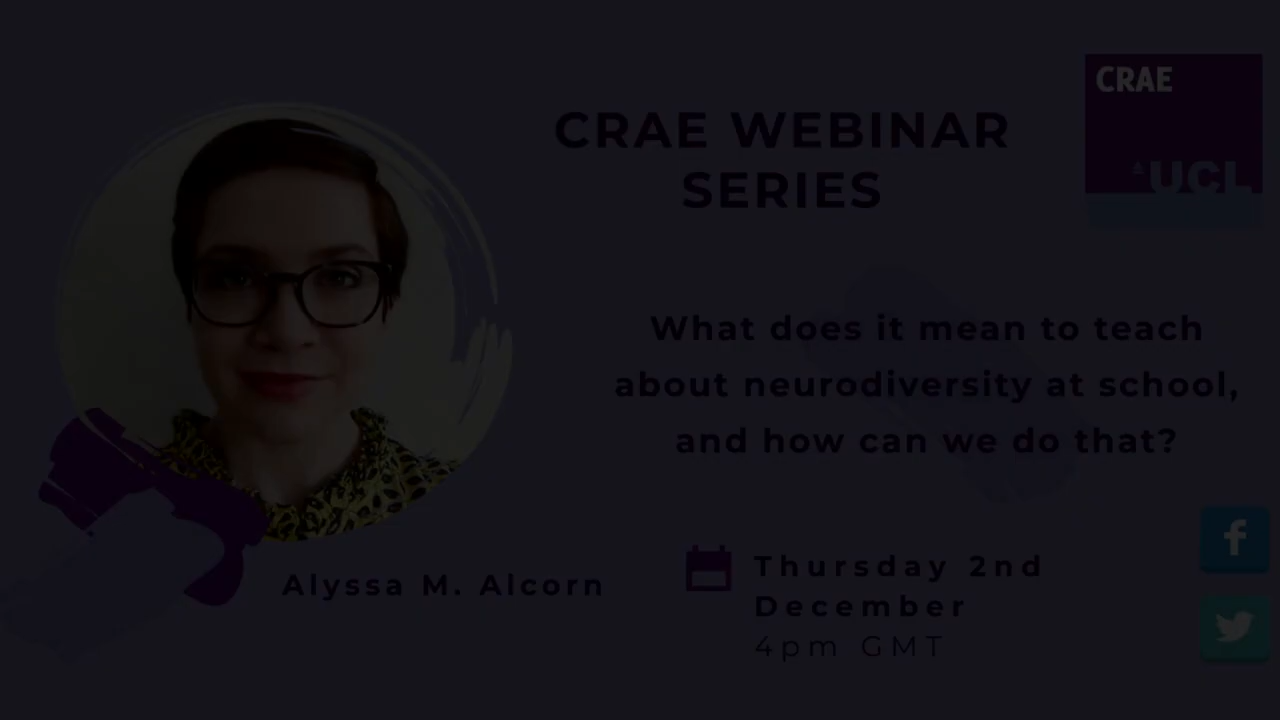 CRAE
UCL
CRAE WEBINAR
SERIES
What does it mean to teach
about neurodiversity at school,
and how can we do that?
Alyssa M. Alcorn
Thursday 2nd
December
4pm GMT